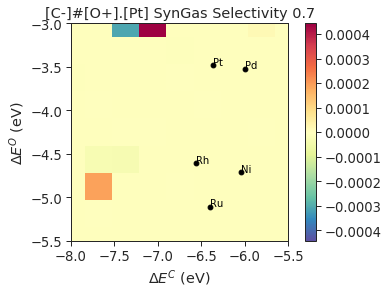 [C-]#[O+].[Pt] SynGas Selectivity 0.7
−3.0
−3.5
−4.0
−4.5
−5.0
−5.5
ΔE^O (eV)
Pt
Pd
Rh
Ni
Ru
−8.0 −7.5 −7.0 −6.5 −6.0 −5.5
ΔE^C (eV)
0.0004
0.0003
0.0002
0.0001
0.0000
−0.0001
−0.0002
−0.0003
−0.0004